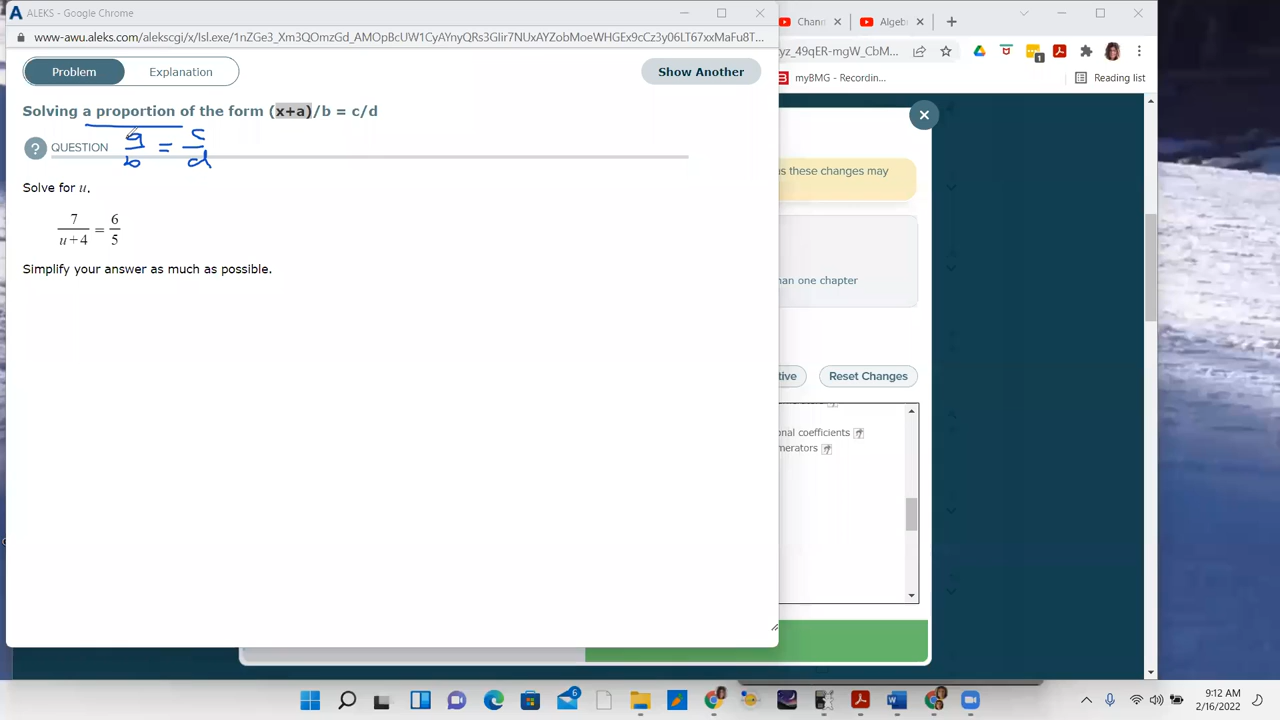 ALEKS - Google Chrome
www-awu.aleks.com/alekscgi/x/Isl.exe/1nZGe3_Xm3QOmzGd_AMOpBcUW1CyAYnyQRs3GIir7NUxAYZobMoeWHGEx9cCz3y06LT67xxMaFu8T...
Problem
Explanation
Show Another
Solving a proportion of the form (x+a)/b = c/d
a/b = c/d
? QUESTION
Solve for u.
7/(u+4) = 6/5
Simplify your answer as much as possible.
Chann
Algeb
yz_49qER-mgW_CbM...
1
myBMG - Recordin...
Reading list
s these changes may
han one chapter
tive
Reset Changes
onal coefficients
merators
6
9:12 AM
2/16/2022